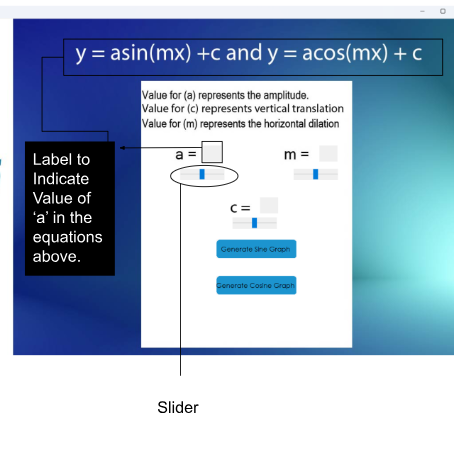 y = asin(mx) +c and y = acos(mx) + c
Value for (a) represents the amplitude.
Value for (c) represents vertical translation
Value for (m) represents the horizontal dilation
a =
m =
Label to
Indicate
Value of
‘a’ in the
equations
above.
c =
Generate Sine Graph
Generate Cosine Graph
Slider